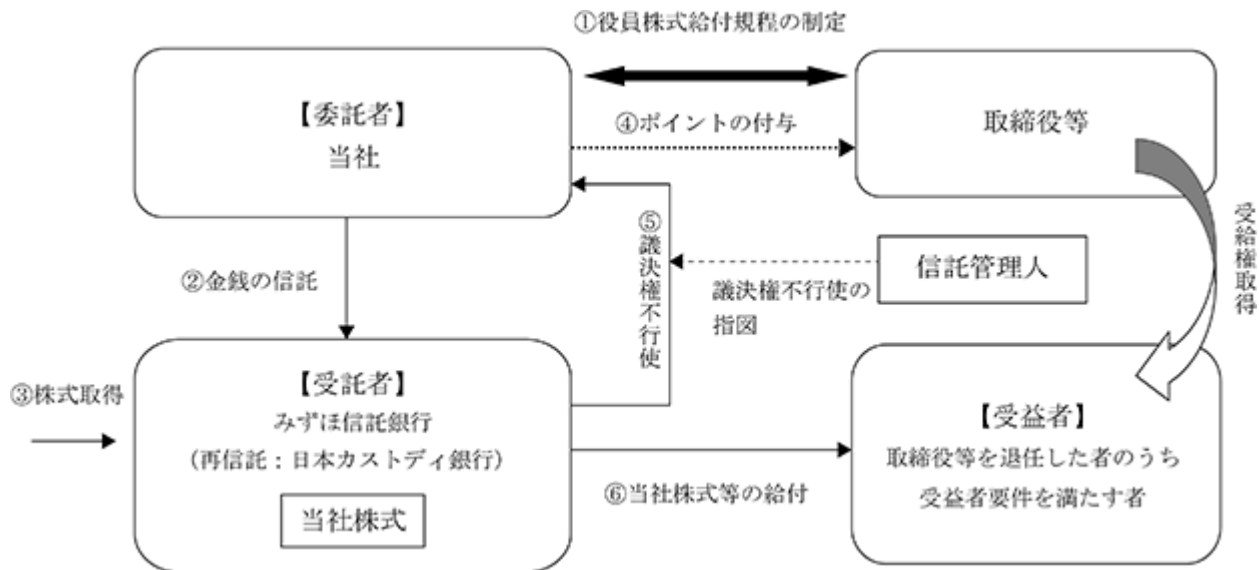 ①役員株式給付規程の制定
【委託者】
当社
④ポイントの付与
取締役等
②金銭の信託
⑤議決権不行使
議決権不行使の
指図
信託管理人
受給権取得
③株式取得
【受託者】
みずほ信託銀行
（再信託：日本カストディ銀行）
当社株式
⑥当社株式等の給付
【受益者】
取締役等を退任した者のうち
受益者要件を満たす者